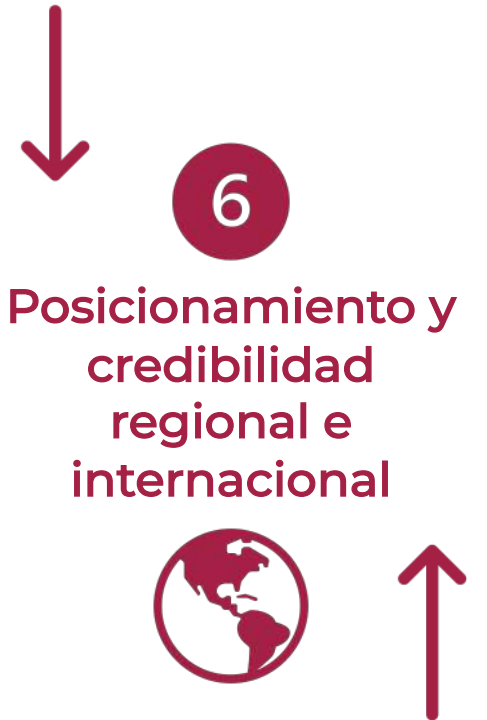 6
Posicionamiento y
credibilidad
regional e
internacional